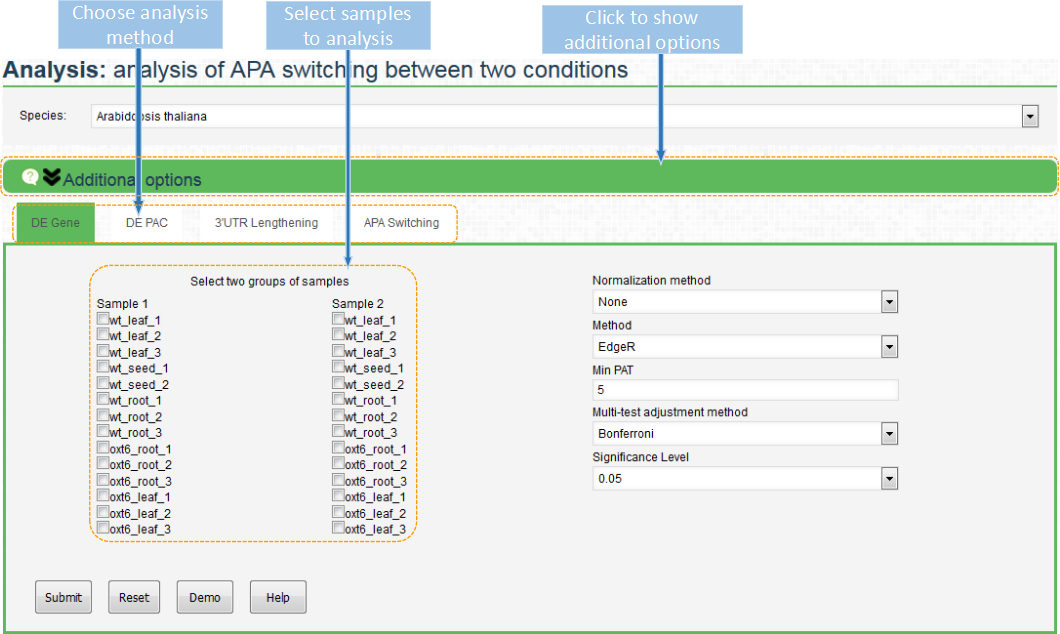 Choose analysis
method
Select samples
to analysis
Click to show
additional options
Analysis: analysis of APA switching between two conditions
Species:
Arabidopsis thaliana
? Additional options
DE Gene
DE PAC
3'UTR Lengthening
APA Switching
Select two groups of samples
Sample 1
wt_leaf_1
wt_leaf_2
wt_leaf_3
wt_seed_1
wt_seed_2
wt_root_1
wt_root_2
wt_root_3
oxt6_root_1
oxt6_root_2
oxt6_root_3
oxt6_leaf_1
oxt6_leaf_2
oxt6_leaf_3
Sample 2
wt_leaf_1
wt_leaf_2
wt_leaf_3
wt_seed_1
wt_seed_2
wt_root_1
wt_root_2
wt_root_3
oxt6_root_1
oxt6_root_2
oxt6_root_3
oxt6_leaf_1
oxt6_leaf_2
oxt6_leaf_3
Normalization method
None
Method
EdgeR
Min PAT
5
Multi-test adjustment method
Bonferroni
Significance Level
0.05
Submit
Reset
Demo
Help